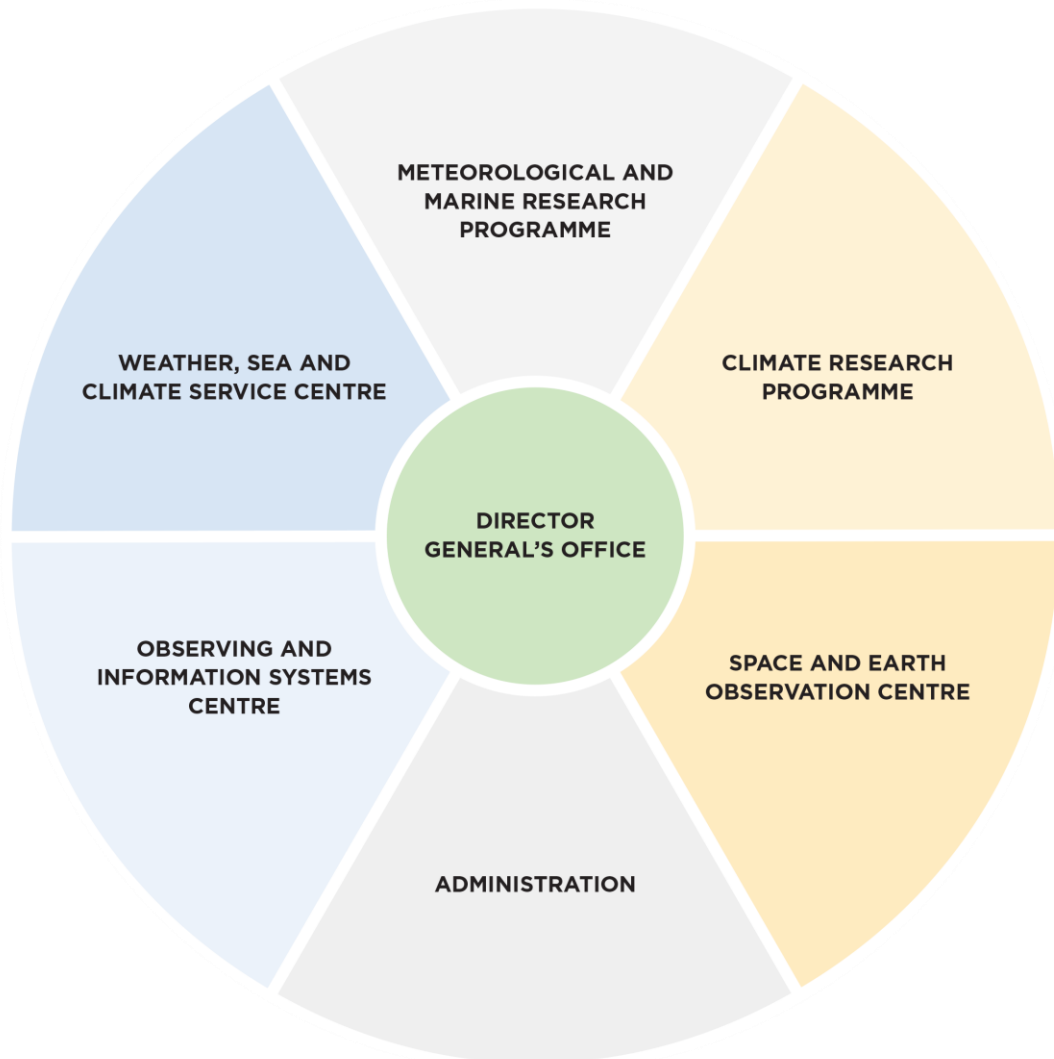 METEOROLOGICAL AND
MARINE RESEARCH
PROGRAMME
WEATHER, SEA AND
CLIMATE SERVICE CENTRE
CLIMATE RESEARCH
PROGRAMME
DIRECTOR
GENERAL’S OFFICE
OBSERVING AND
INFORMATION SYSTEMS
CENTRE
SPACE AND EARTH
OBSERVATION CENTRE
ADMINISTRATION